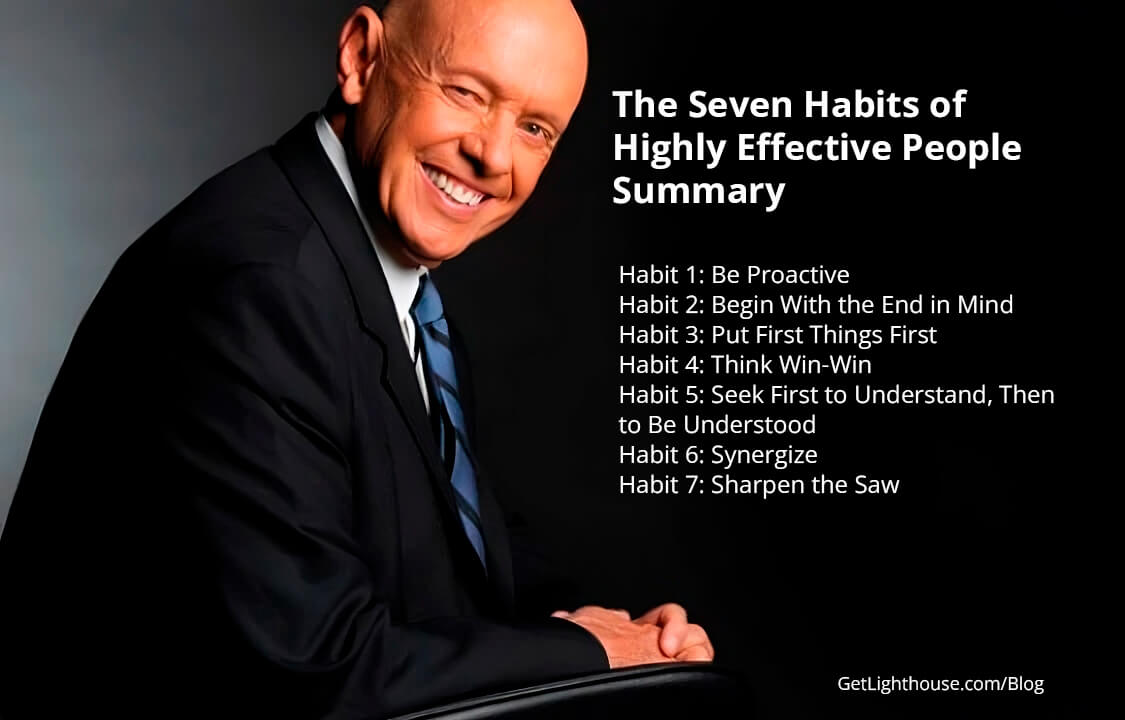 The Seven Habits of
Highly Effective People
Summary
Habit 1: Be Proactive
Habit 2: Begin With the End in Mind
Habit 3: Put First Things First
Habit 4: Think Win-Win
Habit 5: Seek First to Understand, Then
to Be Understood
Habit 6: Synergize
Habit 7: Sharpen the Saw
GetLighthouse.com/Blog